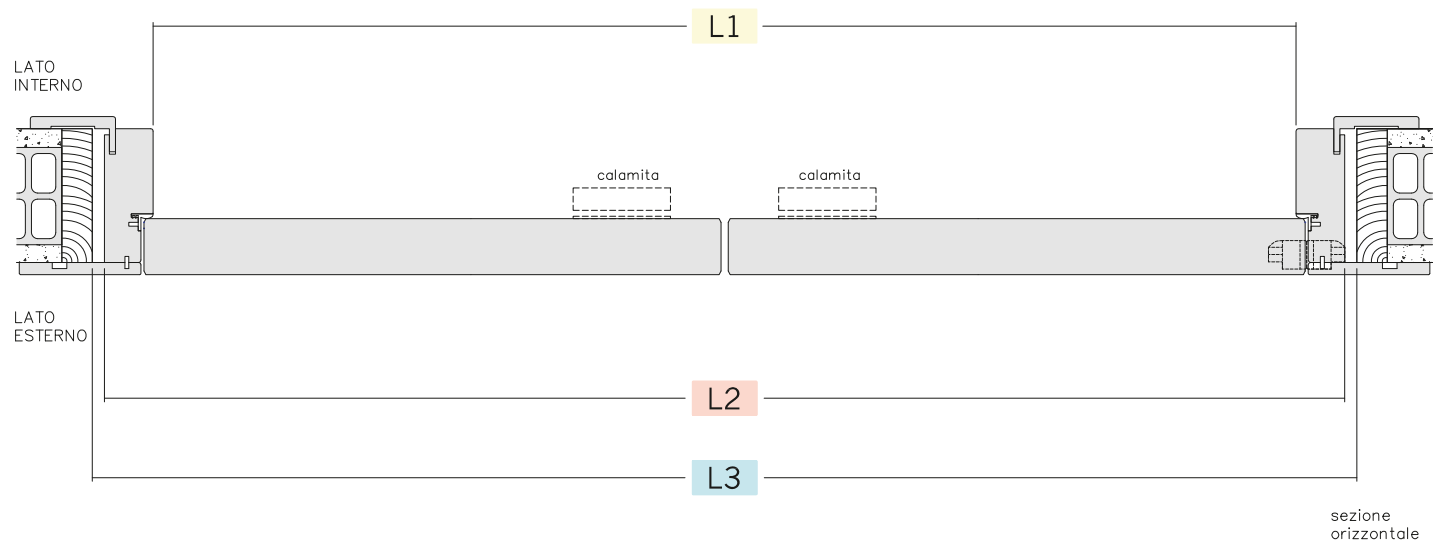 L1
LATO
INTERNO
calamita
calamita
LATO
ESTERNO
L2
L3
sezione
orizzontale